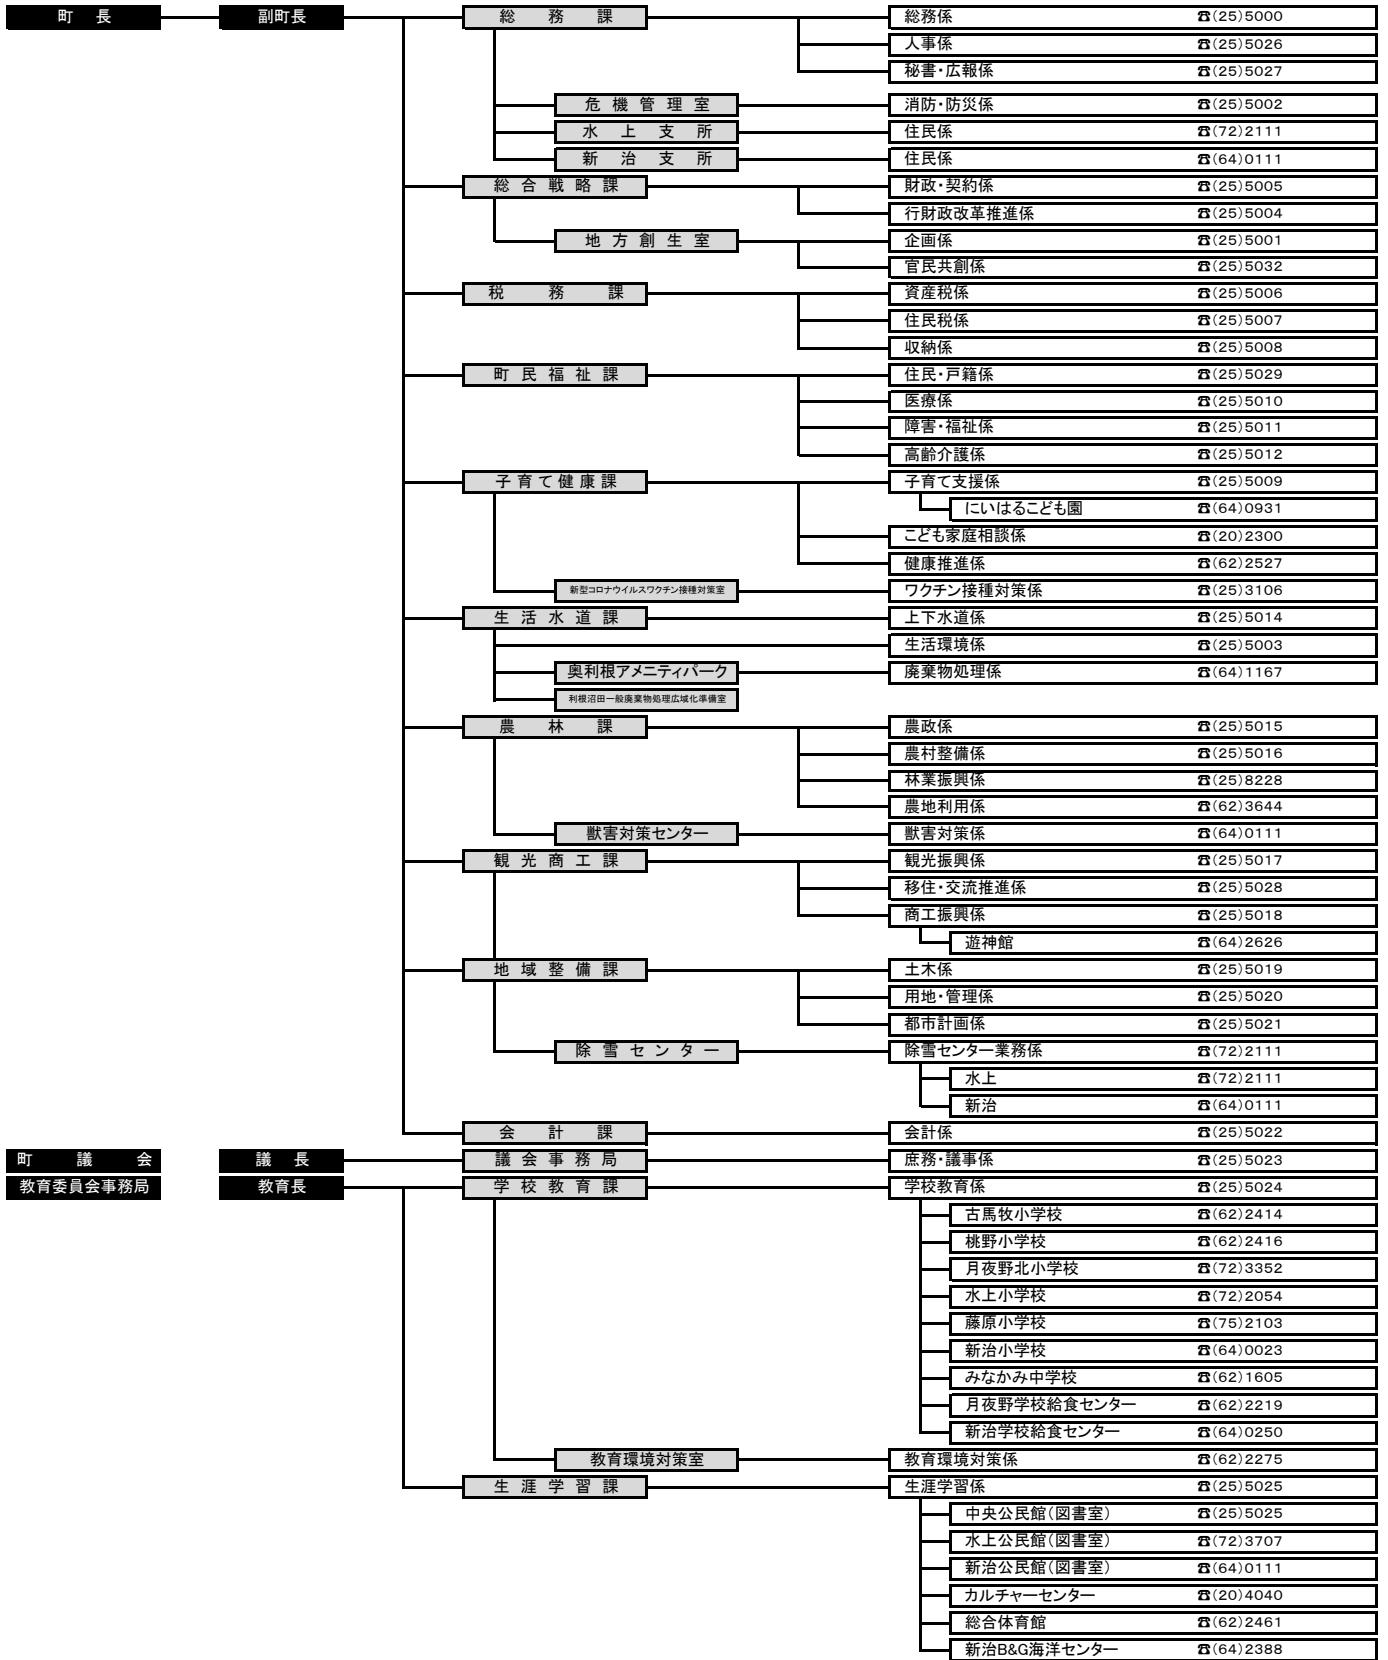 町　長 副町長 総　務　課 総務係 ☎(25)5000
人事係 ☎(25)5026
秘書・広報係 ☎(25)5027
危機管理室 消防・防災係 ☎(25)5002
水上支所 住民係 ☎(72)2111
新治支所 住民係 ☎(64)0111
総合戦略課 財政・契約係 ☎(25)5005
行財政改革推進係 ☎(25)5004
地方創生室 企画係 ☎(25)5001
官民共創係 ☎(25)5032
税　務　課 資産税係 ☎(25)5006
住民税係 ☎(25)5007
収納係 ☎(25)5008
町民福祉課 住民・戸籍係 ☎(25)5029
医療係 ☎(25)5010
障害・福祉係 ☎(25)5011
高齢介護係 ☎(25)5012
子育て健康課 子育て支援係 ☎(25)5009
にいはるこども園 ☎(64)0931
こども家庭相談係 ☎(20)2300
健康推進係 ☎(62)2527
新型コロナウイルスワクチン接種対策室 ワクチン接種対策係 ☎(25)3106
生活水道課 上下水道係 ☎(25)5014
生活環境係 ☎(25)5003
奥利根アメニティパーク 廃棄物処理係 ☎(64)1167
利根沼田一般廃棄物処理広域化準備室
農　林　課 農政係 ☎(25)5015
農村整備係 ☎(25)5016
林業振興係 ☎(25)8228
農地利用係 ☎(62)3644
獣害対策センター 獣害対策係 ☎(64)0111
観光商工課 観光振興係 ☎(25)5017
移住・交流推進係 ☎(25)5028
商工振興係 ☎(25)5018
遊神館 ☎(64)2626
地域整備課 土木係 ☎(25)5019
用地・管理係 ☎(25)5020
都市計画係 ☎(25)5021
除雪センター 除雪センター業務係 ☎(72)2111
水上 ☎(72)2111
新治 ☎(64)0111
会　計　課 会計係 ☎(25)5022
町　議　会 議　長 議会事務局 庶務・議事係 ☎(25)5023
教育委員会事務局 教育長 学校教育課 学校教育係 ☎(25)5024
古馬牧小学校 ☎(62)2414
桃野小学校 ☎(62)2416
月夜野北小学校 ☎(72)3352
水上小学校 ☎(72)2054
藤原小学校 ☎(75)2103
新治小学校 ☎(64)0023
みなかみ中学校 ☎(62)1605
月夜野学校給食センター ☎(62)2219
新治学校給食センター ☎(64)0250
教育環境対策室 教育環境対策係 ☎(62)2275
生涯学習課 生涯学習係 ☎(25)5025
中央公民館(図書室) ☎(25)5025
水上公民館(図書室) ☎(72)3707
新治公民館(図書室) ☎(64)0111
カルチャーセンター ☎(20)4040
総合体育館 ☎(62)2461
新治B&G海洋センター ☎(64)2388